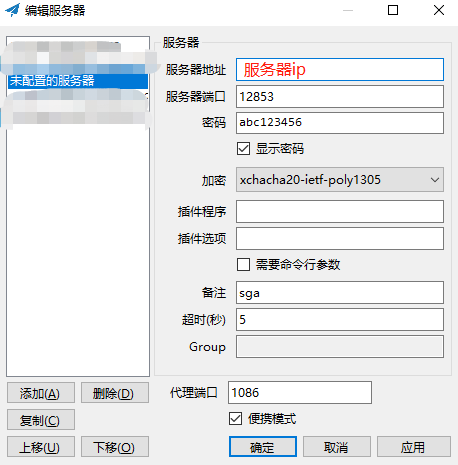 编辑服务器
未配置的服务器
服务器
服务器地址 服务器ip
服务器端口 12853
密码 abc123456
显示密码
加密 xchacha20-ietf-poly1305
插件程序
插件选项
需要命令行参数
备注 sga
超时(秒) 5
Group
添加(A) 删除(D)
复制(C)
上移(U) 下移(O)
代理端口 1086
便携模式
确定 取消 应用